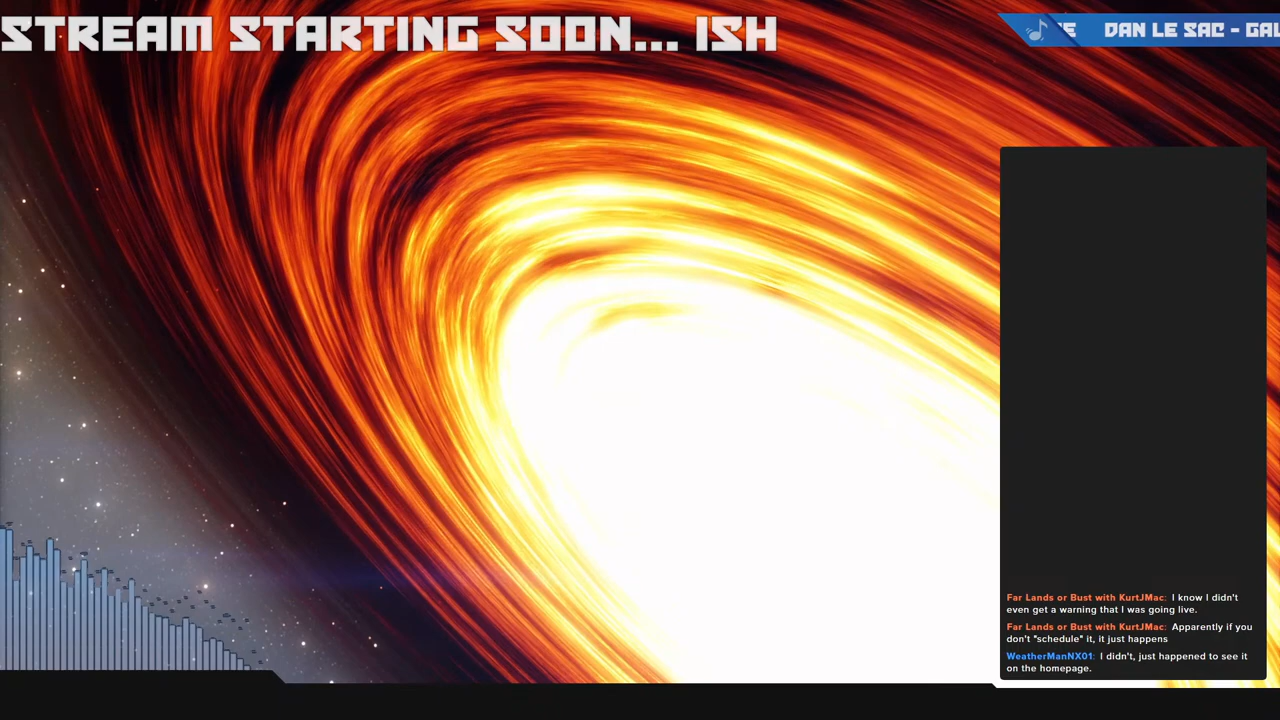 STREAM STARTING SOON... ISH
DAN LE SAC -
Far Lands or Bust with KurtJMac: I know I didn't
even get a warning that I was going live.
Far Lands or Bust with KurtJMac: Apparently if you
don't "schedule" it, it just happens
WeatherManNX01: I didn't, just happened to see it
on the homepage.